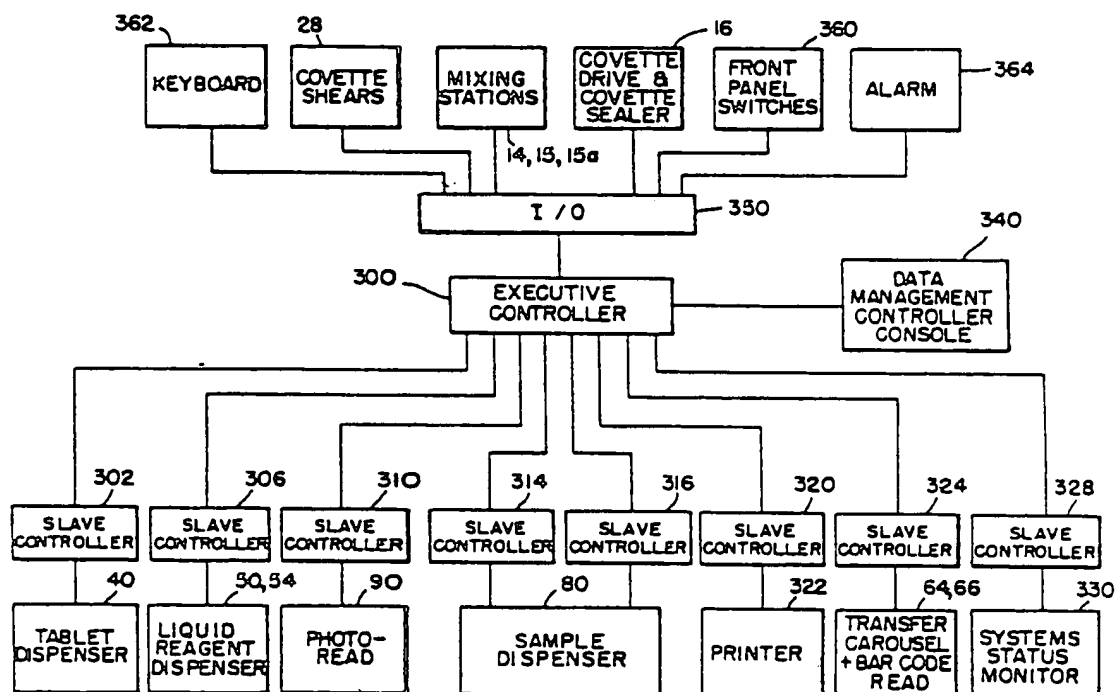 362
28
16
360
364
KEYBOARD
COVETTE
SHEARS
MIXING
STATIONS
COVETTE
DRIVE &
COVETTE
SEALER
FRONT
PANEL
SWITCHES
ALARM
14, 15, 15a
I/O
350
340
300
EXECUTIVE
CONTROLLER
DATA
MANAGEMENT
CONTROLLER
CONSOLE
302
306
310
314
316
320
324
328
SLAVE
CONTROLLER
SLAVE
CONTROLLER
SLAVE
CONTROLLER
SLAVE
CONTROLLER
SLAVE
CONTROLLER
SLAVE
CONTROLLER
SLAVE
CONTROLLER
SLAVE
CONTROLLER
40
50,54
90
80
322
64,66
330
TABLET
DISPENSER
LIQUID
REAGENT
DISPENSER
PHOTO-
READ
SAMPLE
DISPENSER
PRINTER
TRANSFER
CAROUSEL
+ BAR CODE
READ
SYSTEMS
STATUS
MONITOR